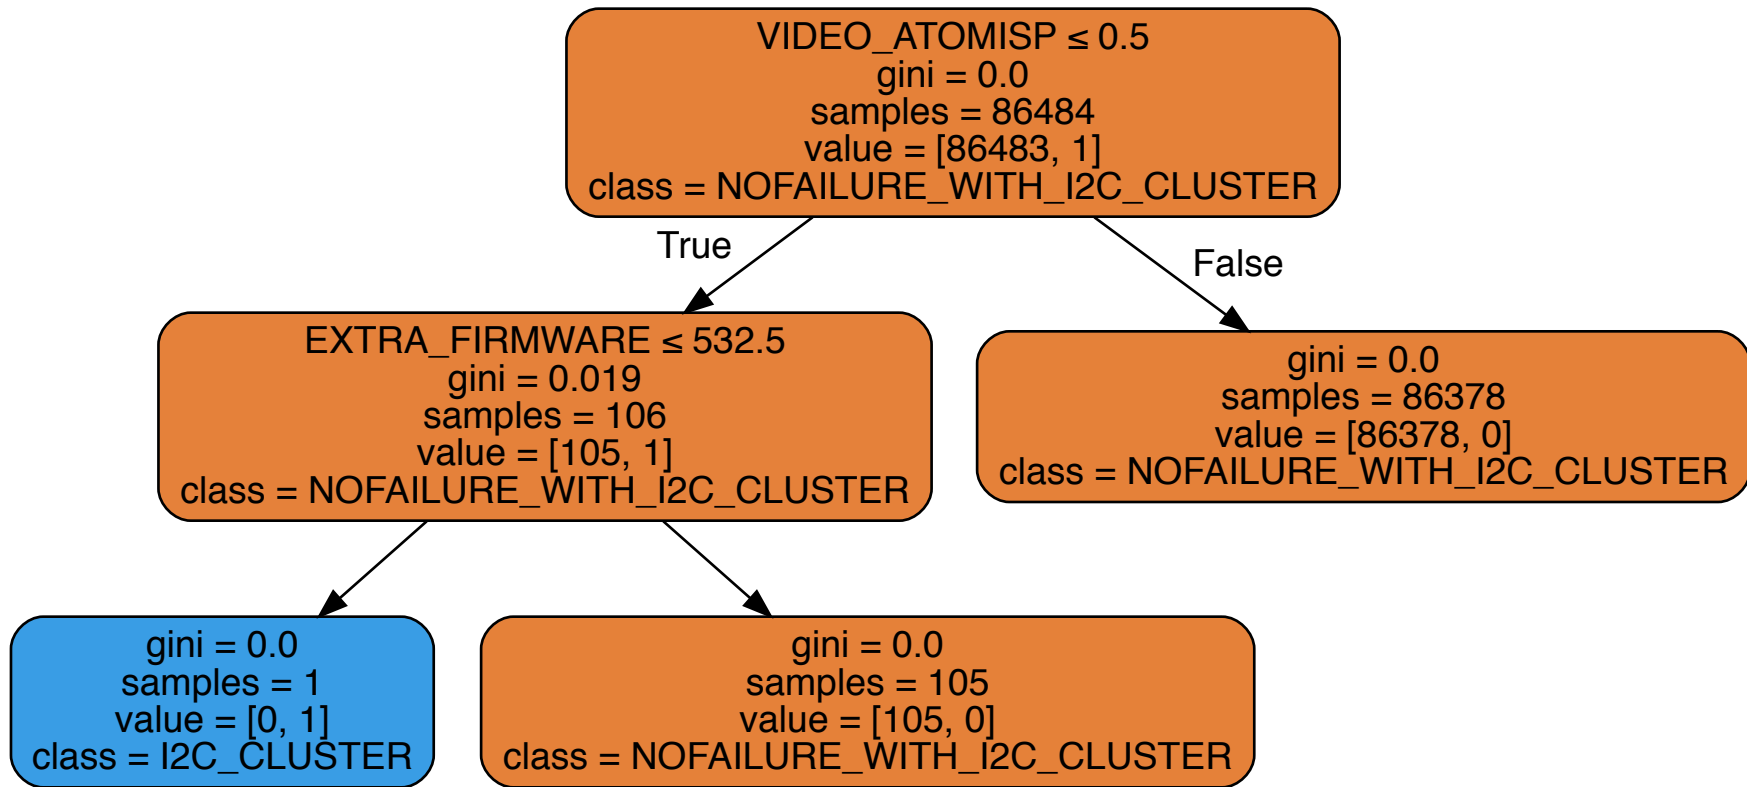 VIDEO_ATOMISP ≤ 0.5
gini = 0.0
samples = 86484
value = [86483, 1]
class = NOFAILURE_WITH_I2C_CLUSTER
True
False
EXTRA_FIRMWARE ≤ 532.5
gini = 0.019
samples = 106
value = [105, 1]
class = NOFAILURE_WITH_I2C_CLUSTER
gini = 0.0
samples = 86378
value = [86378, 0]
class = NOFAILURE_WITH_I2C_CLUSTER
gini = 0.0
samples = 1
value = [0, 1]
class = I2C_CLUSTER
gini = 0.0
samples = 105
value = [105, 0]
class = NOFAILURE_WITH_I2C_CLUSTER